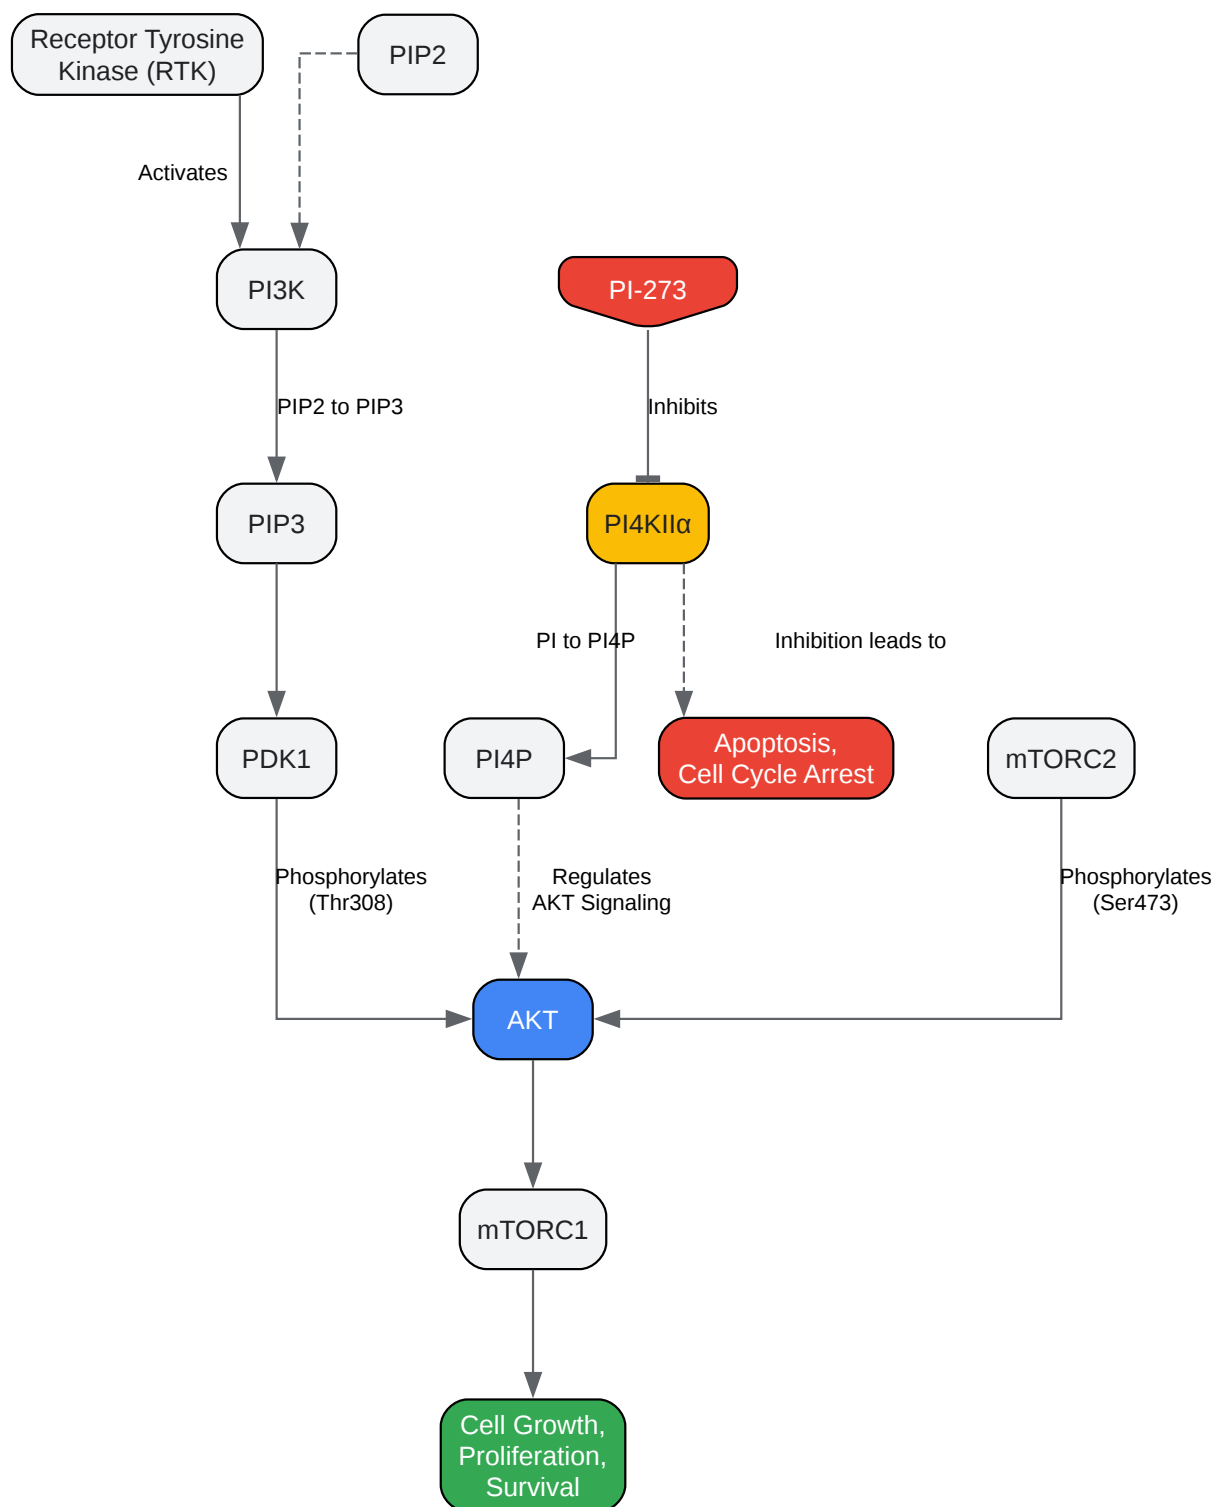 Receptor Tyrosine
Kinase (RTK)
PIP2
Activates
PI3K
PI-273
PIP2 to PIP3
Inhibits
PIP3
PI4KIIα
PI to PI4P
Inhibition leads to
PDK1
PI4P
Apoptosis,
Cell Cycle Arrest
mTORC2
Phosphorylates
(Thr308)
Regulates
AKT Signaling
Phosphorylates
(Ser473)
AKT
mTORC1
Cell Growth,
Proliferation,
Survival